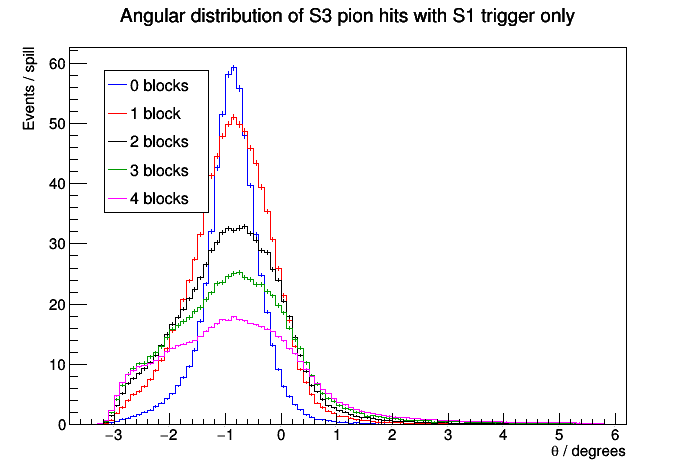 Angular distribution of S3 pion hits with S1 trigger only
Events / spill
60
50
40
30
20
10
0
0 blocks
1 block
2 blocks
3 blocks
4 blocks
−3 −2 −1 0 1 2 3 4 5 6
θ / degrees